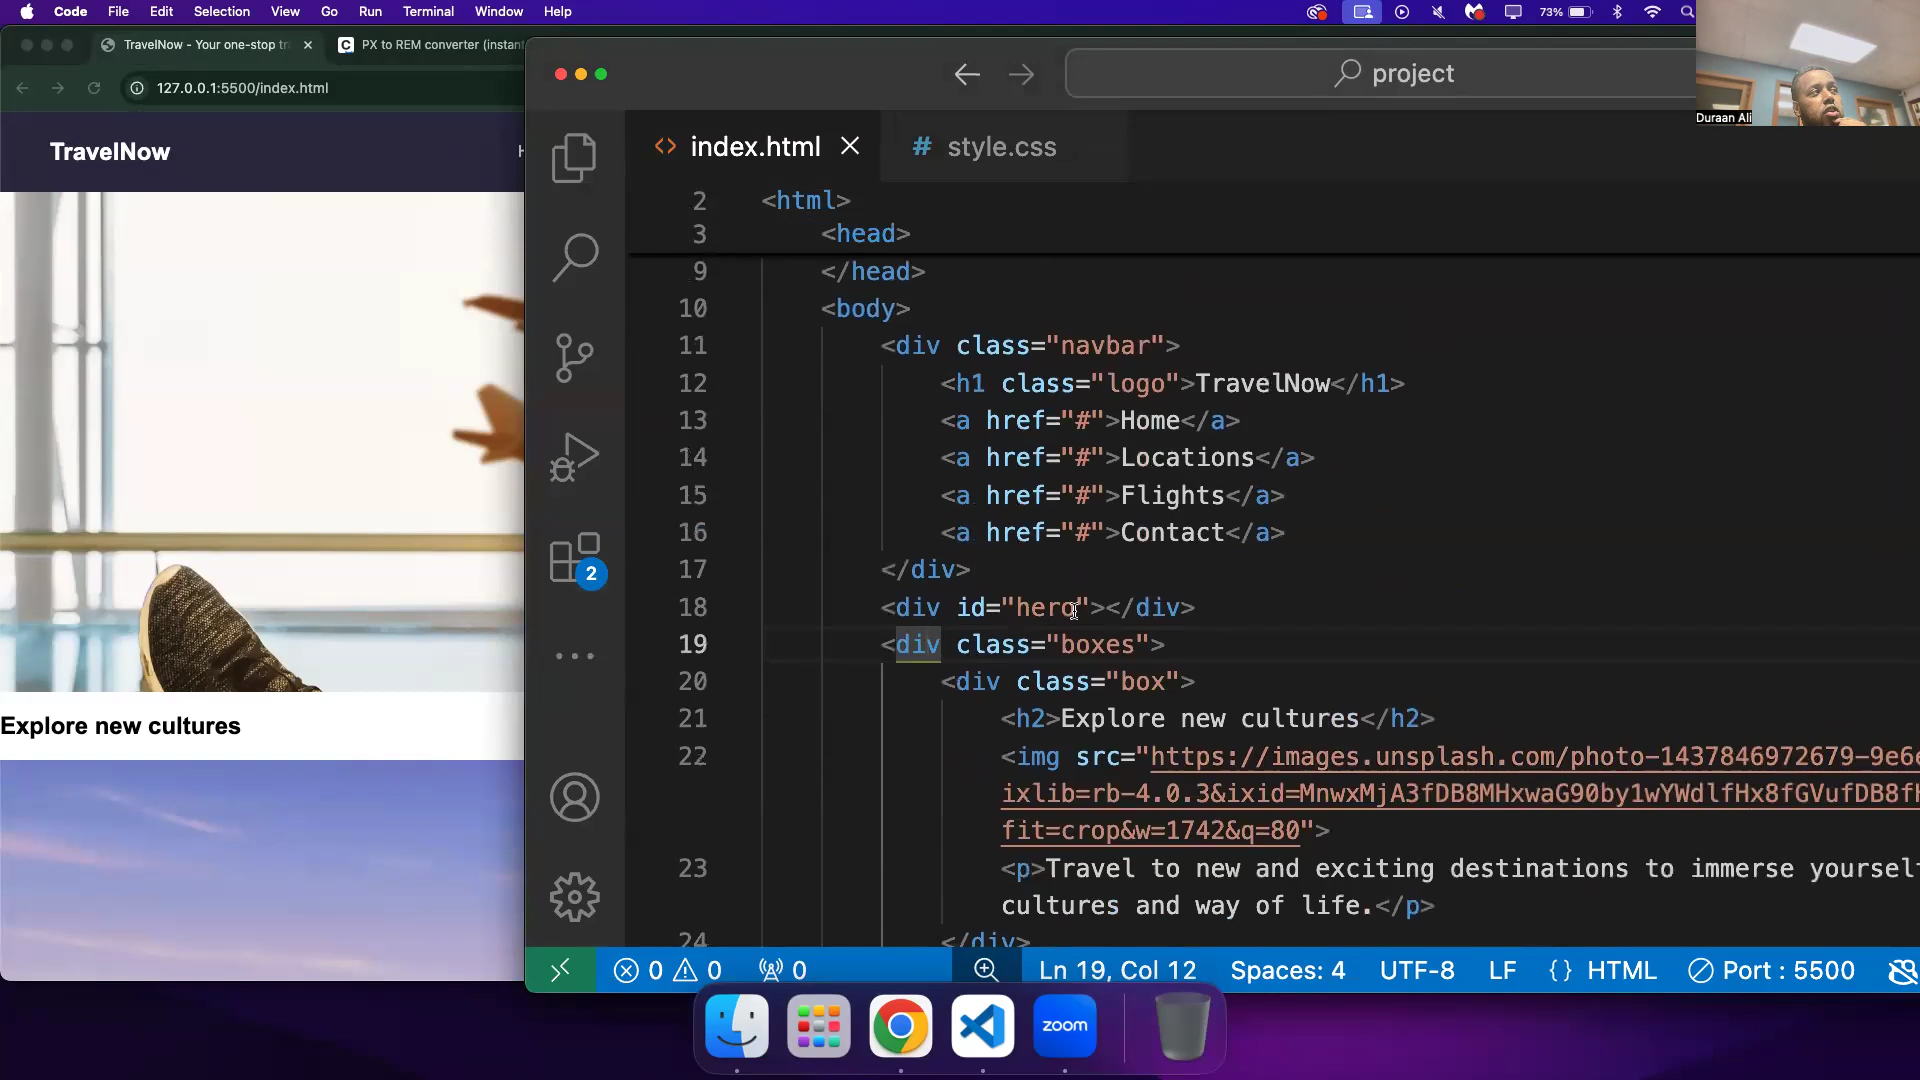 Code File Edit Selection View Go Run Terminal Window Help 73%
TravelNow - Your one-stop tr
PX to REM converter (instan
127.0.0.1:5500/index.html
TravelNow
H
Explore new cultures
project
Duraan Ali
index.html
# style.css
2 <html>
3 <head>
9 </head>
10 <body>
11 <div class="navbar">
12 <h1 class="logo">TravelNow</h1>
13 <a href="#">Home</a>
14 <a href="#">Locations</a>
15 <a href="#">Flights</a>
16 <a href="#">Contact</a>
17 </div>
18 <div id="hero"></div>
19 <div class="boxes">
20 <div class="box">
21 <h2>Explore new cultures</h2>
22 <img src="https://images.unsplash.com/photo-1437846972679-9e6e
ixlib=rb-4.0.3&ixid=MnwxMjA3fDB8MHxwaG90by1wYWdlfHx8fGVufDB8fH
fit=crop&w=1742&q=80">
23 <p>Travel to new and exciting destinations to immerse yourself
cultures and way of life.</p>
24 </div>
2
0 0 0 Ln 19, Col 12 Spaces: 4 UTF-8 LF {} HTML Port : 5500
zoom